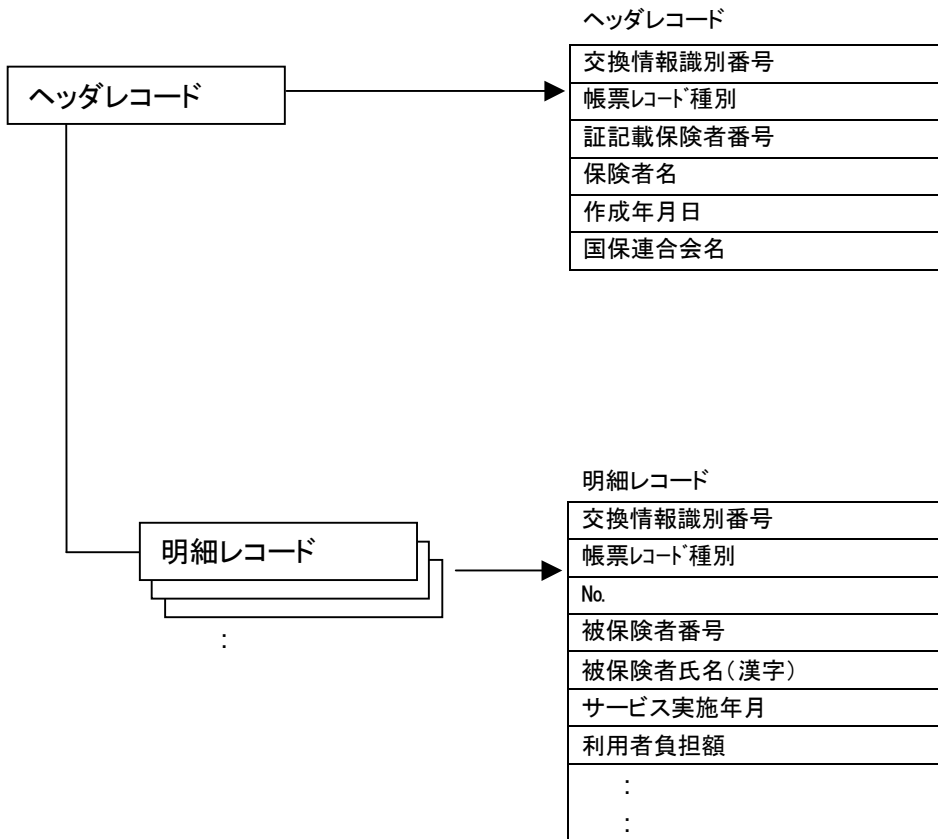 ヘッダレコード
ヘッダレコード
交換情報識別番号
帳票ﾚｺｰﾄﾞ種別
証記載保険者番号
保険者名
作成年月日
国保連合会名
明細レコード
:
明細レコード
交換情報識別番号
帳票ﾚｺｰﾄﾞ種別
№
被保険者番号
被保険者氏名(漢字)
サービス実施年月
利用者負担額
:
: